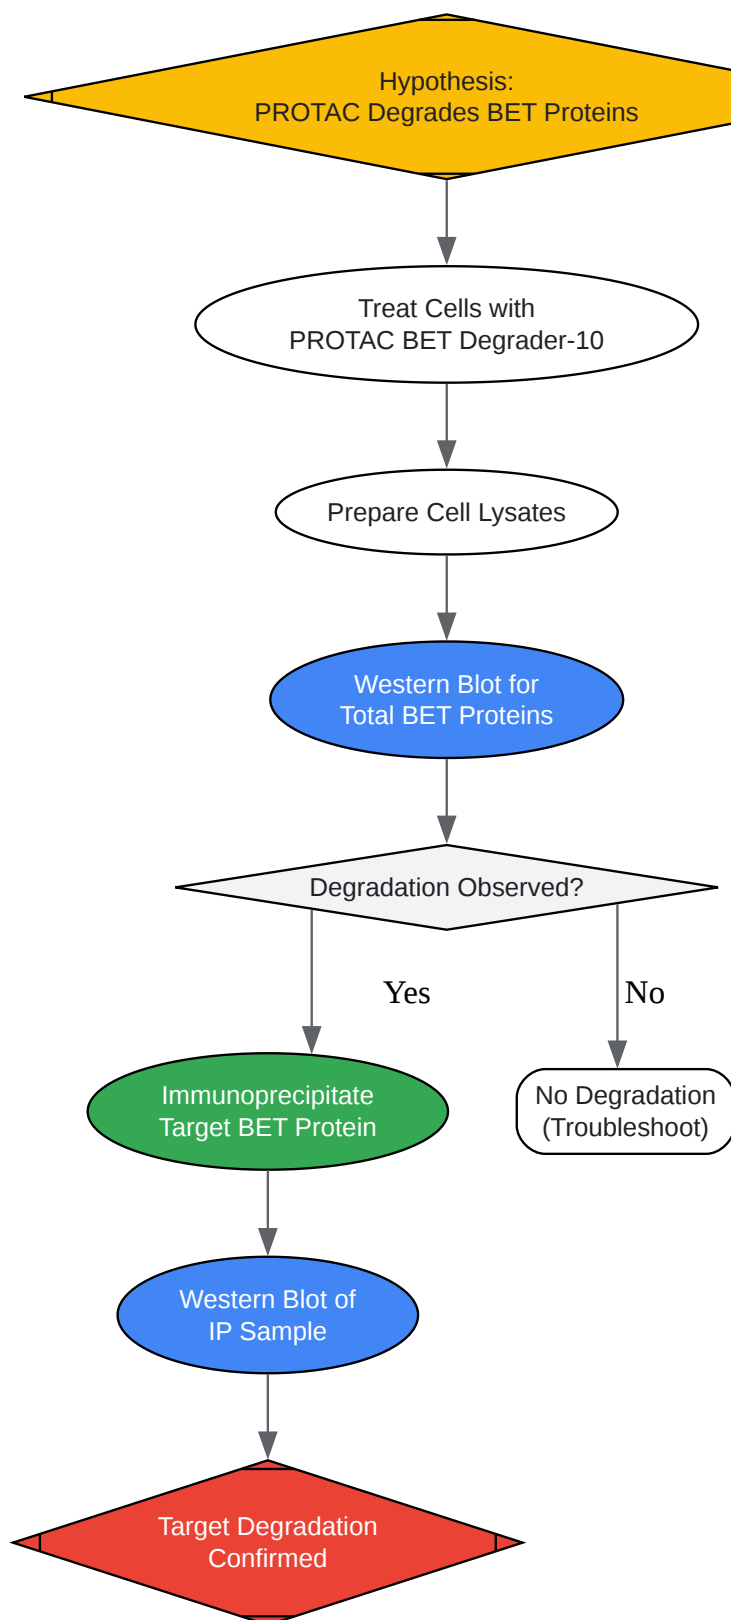 Hypothesis:
PROTAC Degrades BET Proteins
Treat Cells with
PROTAC BET Degrader-10
Prepare Cell Lysates
Western Blot for
Total BET Proteins
Degradation Observed?
Yes
No
Immunoprecipitate
Target BET Protein
No Degradation
(Troubleshoot)
Western Blot of
IP Sample
Target Degradation
Confirmed